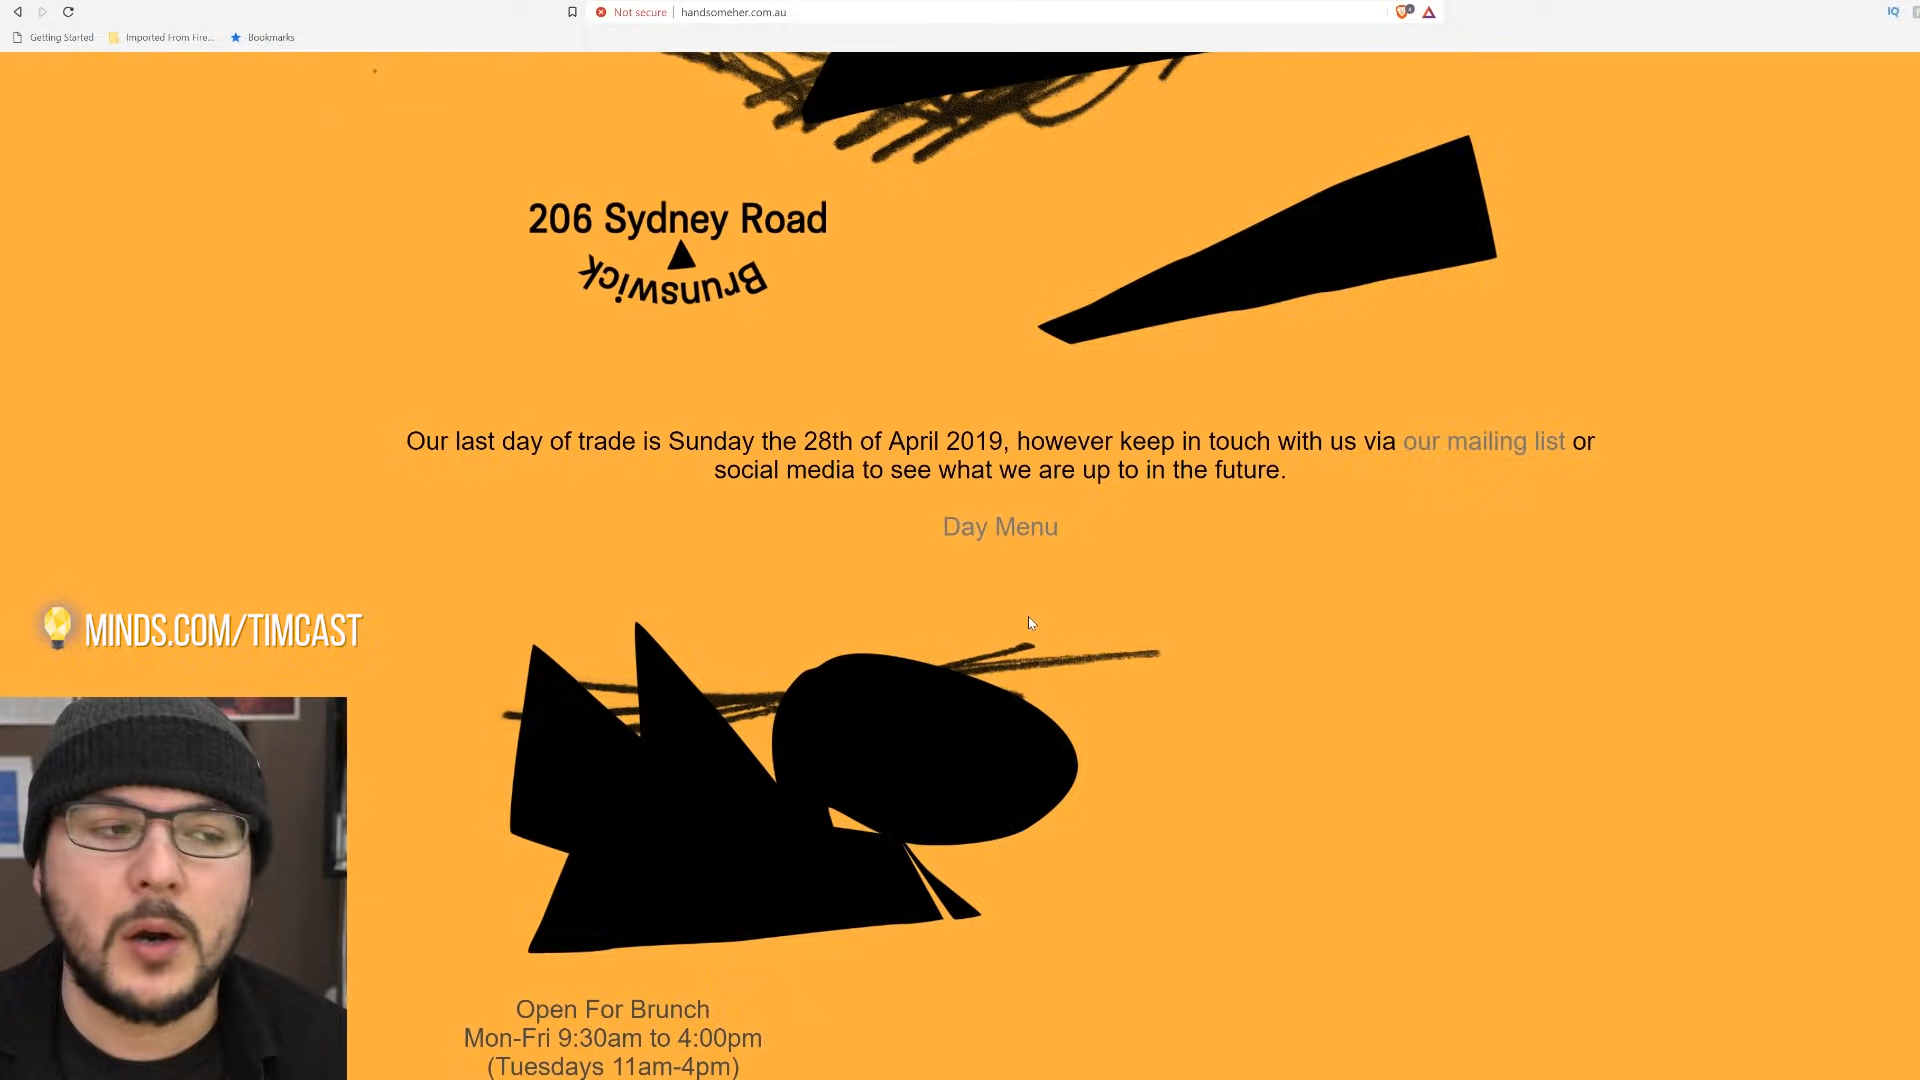 Not secure
handsomeher.com.au
4
IQ
Getting Started
Imported From Fire...
Bookmarks
206 Sydney Road
Brunswick
Our last day of trade is Sunday the 28th of April 2019, however keep in touch with us via our mailing list or
social media to see what we are up to in the future.
Day Menu
MINDS.COM/TIMCAST
Open For Brunch
Mon-Fri 9:30am to 4:00pm
(Tuesdays 11am-4pm)